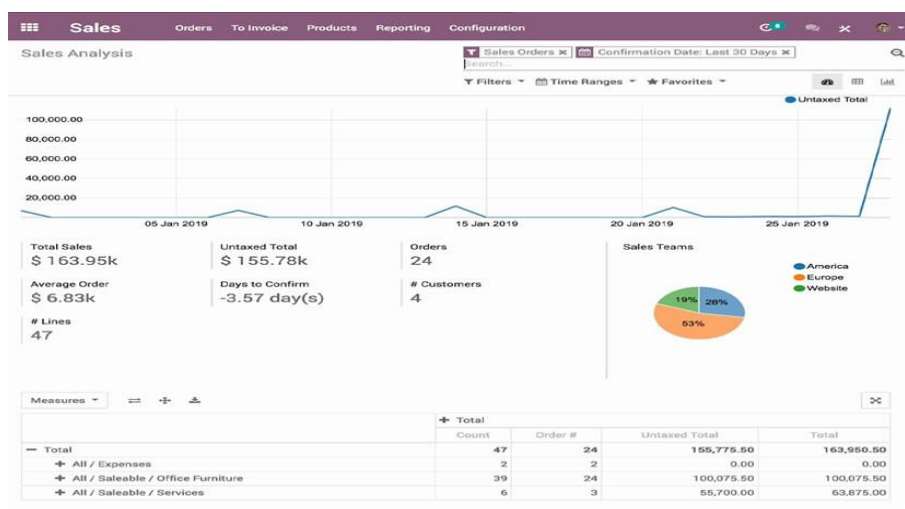 Sales Orders To Invoice Products Reporting Configuration 8
Sales Analysis
Sales Orders × Confirmation Date: Last 30 Days ×
Search...
Filters Time Ranges Favorites
Untaxed Total
100,000.00
80,000.00
60,000.00
40,000.00
20,000.00
05 Jan 2019 10 Jan 2019 15 Jan 2019 20 Jan 2019 25 Jan 2019
Total Sales
$ 163.95k
Untaxed Total
$ 155.78k
Orders
24
Average Order
$ 6.83k
Days to Confirm
-3.57 day(s)
# Customers
4
# Lines
47
Sales Teams
America
Europe
Website
19% 28%
53%
Measures
+ Total
Count Order # Untaxed Total Total
− Total 47 24 155,775.50 163,950.50
+ All / Expenses 2 2 0.00 0.00
+ All / Saleable / Office Furniture 39 24 100,075.50 100,075.50
+ All / Saleable / Services 6 3 55,700.00 63,875.00